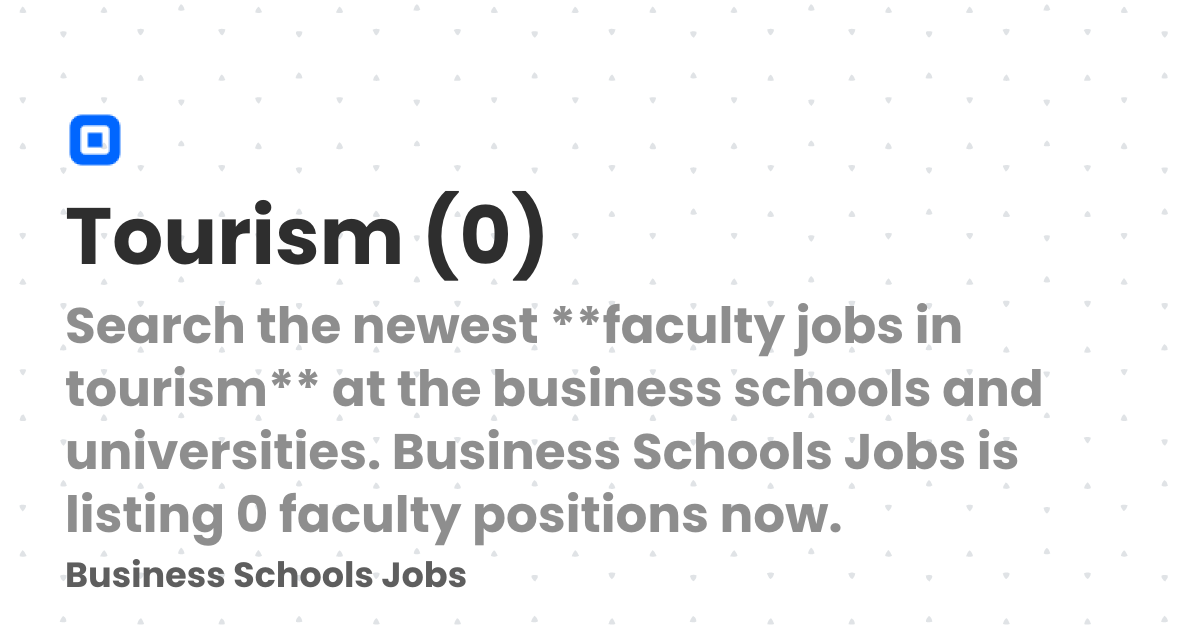 Tourism (0)
Search the newest **faculty jobs in
tourism** at the business schools and
universities. Business Schools Jobs is
listing 0 faculty positions now.
Business Schools Jobs